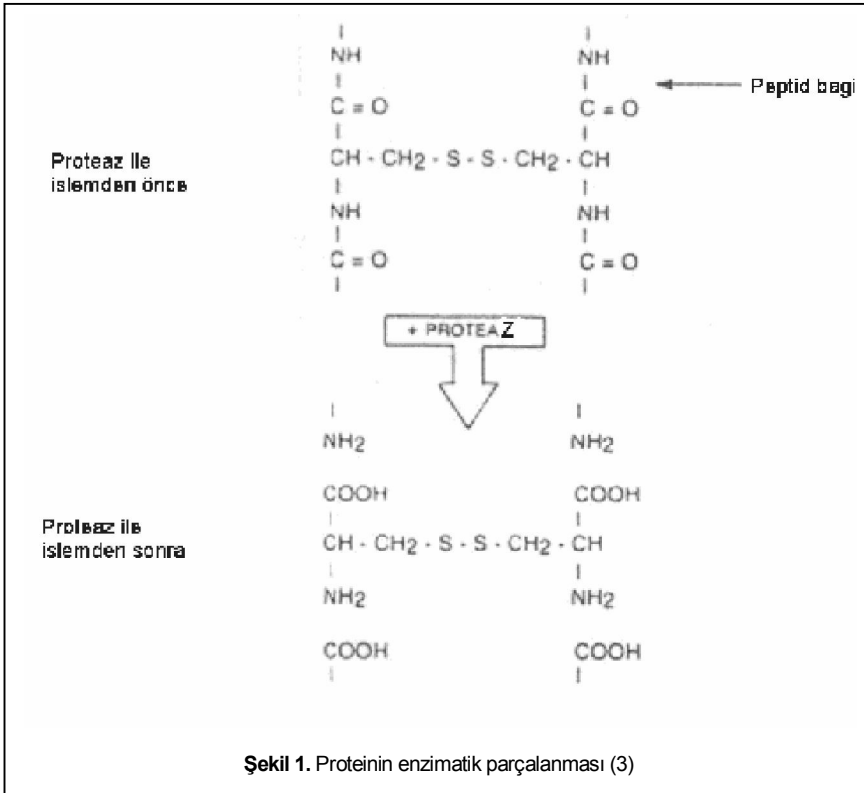 | |
NH NH
| | Peptid bagi
C = O C = O
| |
Proteaz ile CH - CH2 - S - S - CH2 - CH
islemden önce | |
NH NH
| |
C = O C = O
| |
+ PROTEAZ
| |
NH2 NH2
COOH COOH
| |
Proteaz ile CH - CH2 - S - S - CH2 - CH
islemden sonra | |
NH2 NH2
COOH COOH
| |
Şekil 1. Proteinin enzimatik parçalanması (3)